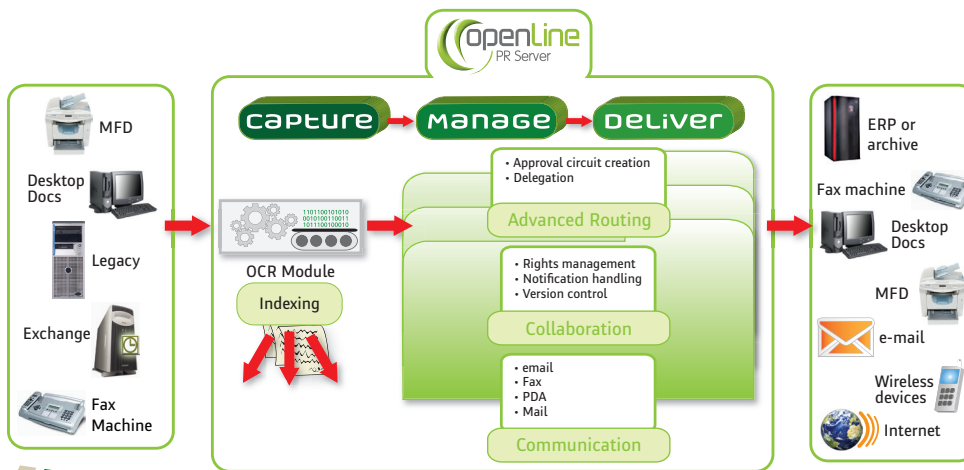 openLine
PR Server
MFD
Desktop
Docs
Legacy
Exchange
Fax
Machine
CAPTURE
MANAGE
DELIVER
1101100101010
0010100110011
1011100100010
OCR Module
Indexing
• Approval circuit creation
• Delegation
Advanced Routing
• Rights management
• Notification handling
• Version control
Collaboration
• email
• Fax
• PDA
• Mail
Communication
ERP or
archive
Fax machine
Desktop
Docs
MFD
e-mail
Wireless
devices
Internet